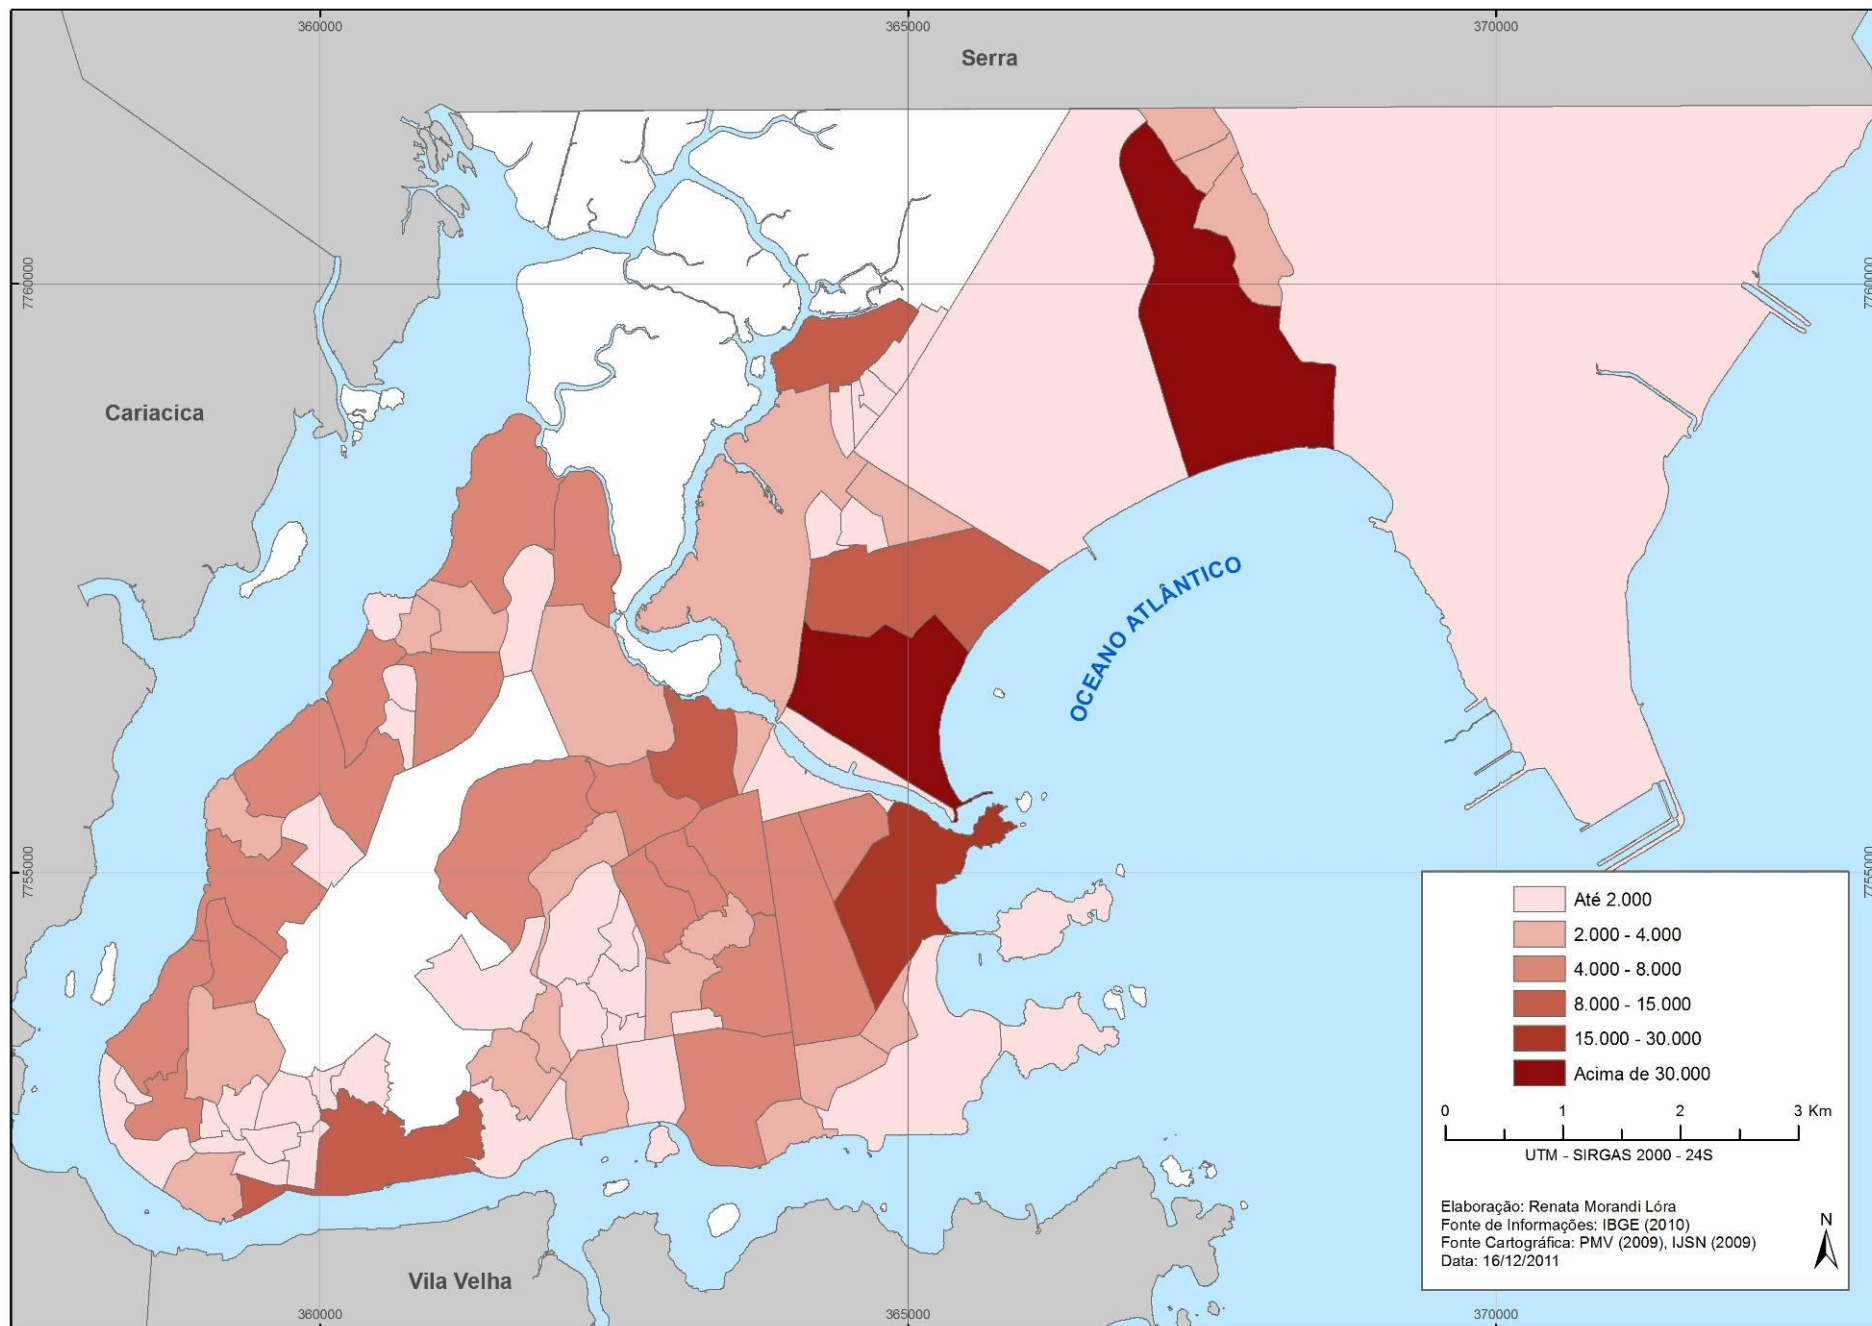 360000
365000
370000
Serra
7760000
7760000
Cariacica
OCEANO ATLÂNTICO
7755000
7755000
Até 2.000
2.000 - 4.000
4.000 - 8.000
8.000 - 15.000
15.000 - 30.000
Acima de 30.000
0 1 2 3 Km
UTM - SIRGAS 2000 - 24S
Elaboração: Renata Morandi Lóra
Fonte de Informações: IBGE (2010)
Fonte Cartográfica: PMV (2009), IJSN (2009)
Data: 16/12/2011
N
Vila Velha
360000
365000
370000